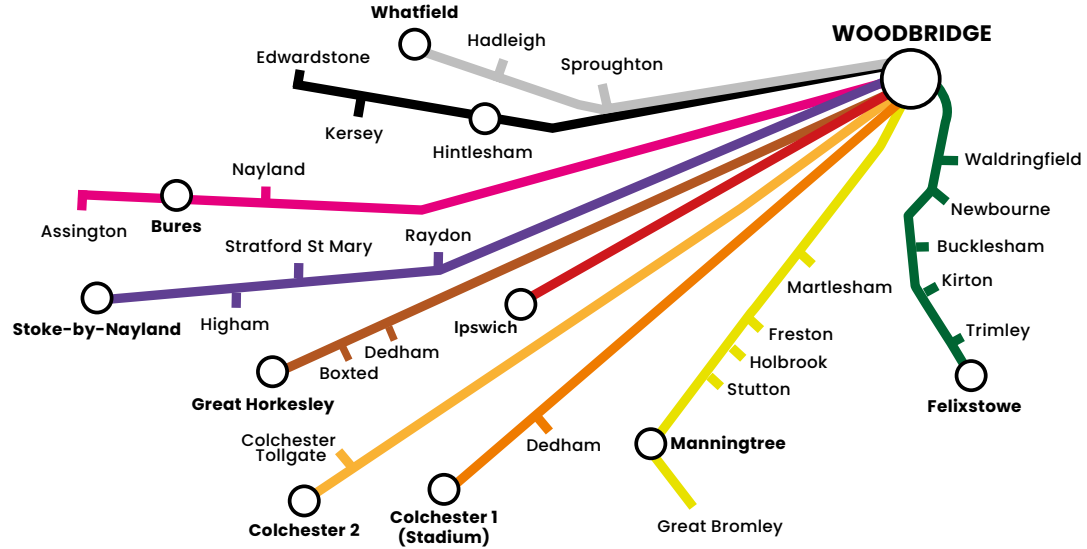 Whatfield
WOODBRIDGE
Hadleigh
Edwardstone
Sproughton
Kersey
Hintlesham
Waldringfield
Nayland
Newbourne
Assington
Bures
Raydon
Stratford St Mary
Bucklesham
Kirton
Martlesham
Stoke-by-Nayland
Higham
Ipswich
Trimley
Freston
Dedham
Holbrook
Boxted
Stutton
Great Horkesley
Felixstowe
Colchester
Tollgate
Dedham
Manningtree
Colchester 2
Colchester 1
(Stadium)
Great Bromley